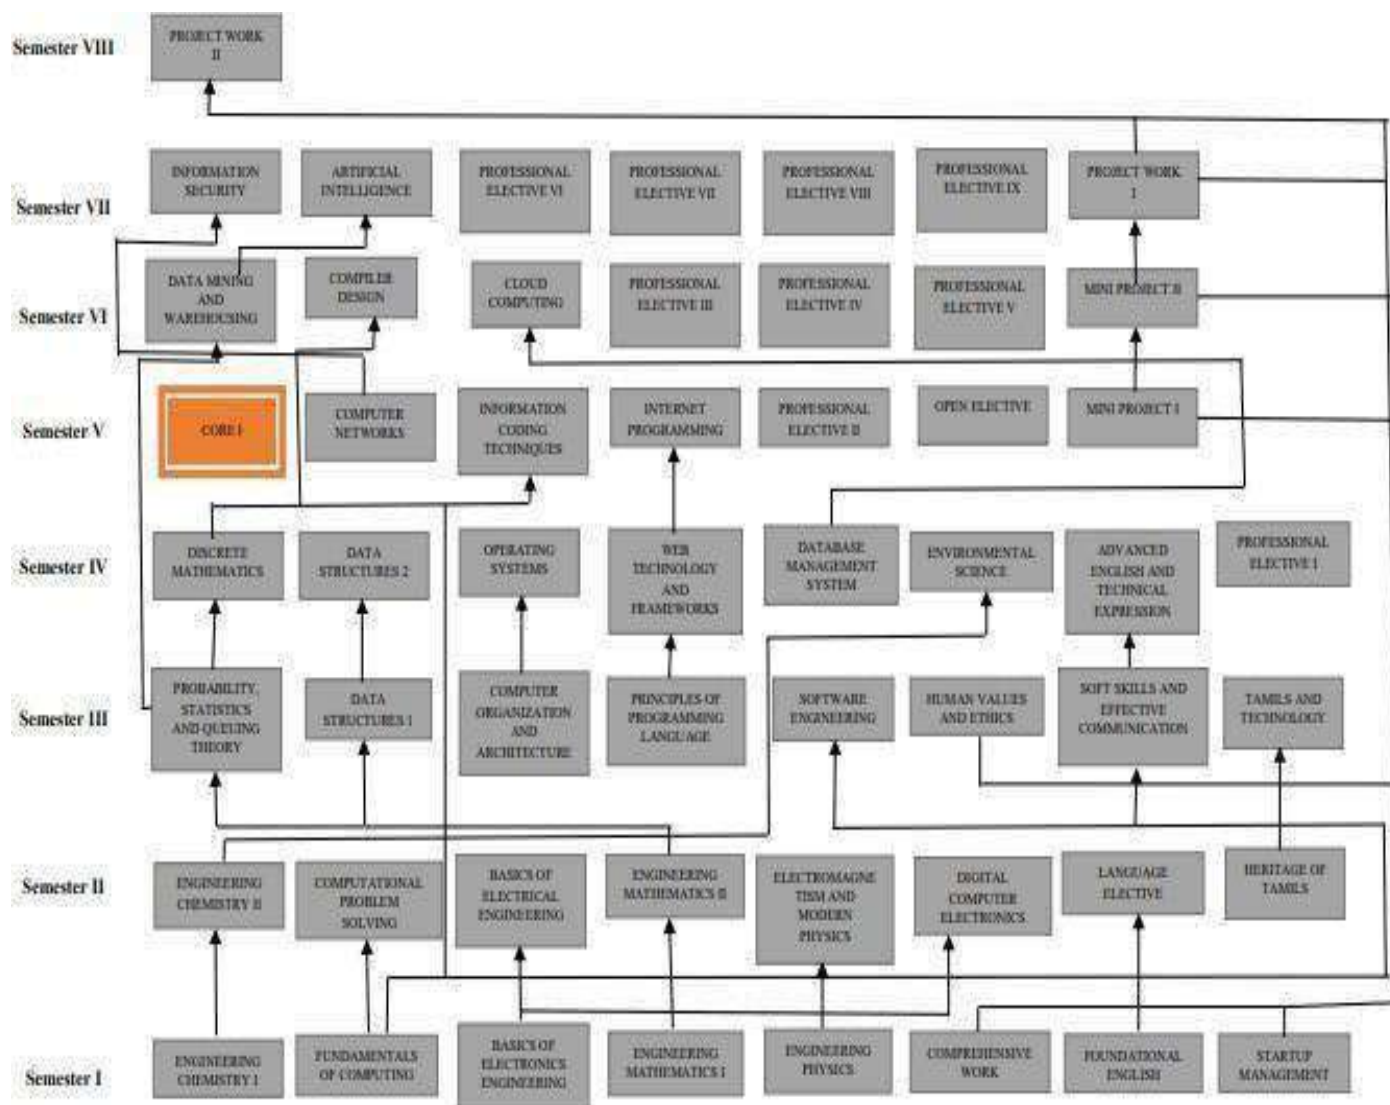 Semester VIII
PROJECT WORK
II
Semester VII
INFORMATION
SECURITY
ARTIFICIAL
INTELLIGENCE
PROFESSIONAL
ELECTIVE VI
PROFESSIONAL
ELECTIVE VII
PROFESSIONAL
ELECTIVE VIII
PROFESSIONAL
ELECTIVE IX
PROJECT WORK
I
Semester VI
DATA MINING
AND
WAREHOUSING
COMPILER
DESIGN
CLOUD
COMPUTING
PROFESSIONAL
ELECTIVE III
PROFESSIONAL
ELECTIVE IV
PROFESSIONAL
ELECTIVE V
MINI PROJECT II
Semester V
CORE I
COMPUTER
NETWORKS
INFORMATION
CODING
TECHNIQUES
INTERNET
PROGRAMMING
PROFESSIONAL
ELECTIVE II
OPEN ELECTIVE
MINI PROJECT I
Semester IV
DISCRETE
MATHEMATICS
DATA
STRUCTURES 2
OPERATING
SYSTEMS
WEB
TECHNOLOGY
AND
FRAMEWORKS
DATABASE
MANAGEMENT
SYSTEM
ENVIRONMENTAL
SCIENCE
ADVANCED
ENGLISH AND
TECHNICAL
EXPRESSION
PROFESSIONAL
ELECTIVE I
Semester III
PROBABILITY,
STATISTICS
AND QUEUING
THEORY
DATA
STRUCTURES 1
COMPUTER
ORGANIZATION
AND
ARCHITECTURE
PRINCIPLES OF
PROGRAMMING
LANGUAGE
SOFTWARE
ENGINEERING
HUMAN VALUES
AND ETHICS
SOFT SKILLS AND
EFFECTIVE
COMMUNICATION
TAMILS AND
TECHNOLOGY
Semester II
ENGINEERING
CHEMISTRY II
COMPUTATIONAL
PROBLEM
SOLVING
BASICS OF
ELECTRICAL
ENGINEERING
ENGINEERING
MATHEMATICS II
ELECTROMAGNE
TISM AND
MODERN
PHYSICS
DIGITAL
COMPUTER
ELECTRONICS
LANGUAGE
ELECTIVE
HERITAGE OF
TAMILS
Semester I
ENGINEERING
CHEMISTRY I
FUNDAMENTALS
OF COMPUTING
BASICS OF
ELECTRONICS
ENGINEERING
ENGINEERING
MATHEMATICS I
ENGINEERING
PHYSICS
COMPREHENSIVE
WORK
FOUNDATIONAL
ENGLISH
STARTUP
MANAGEMENT